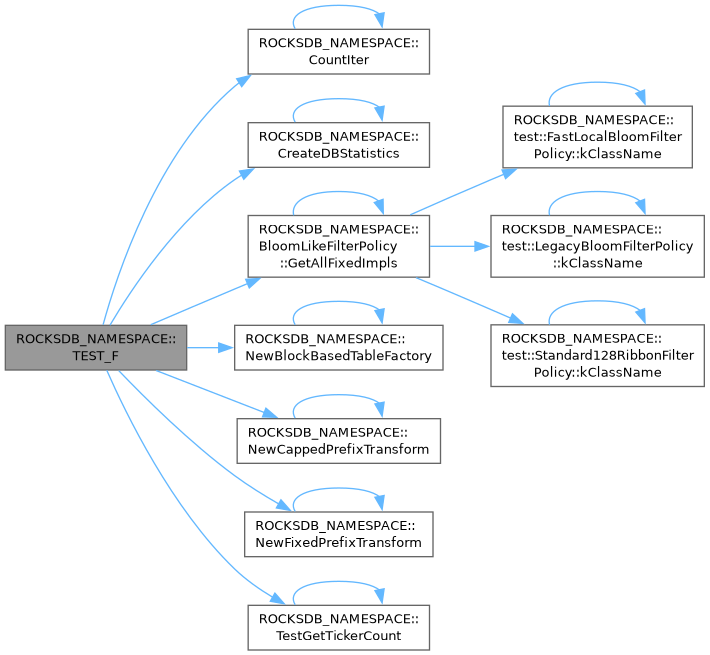 ROCKSDB_NAMESPACE::
CountIter
ROCKSDB_NAMESPACE::
CreateDBStatistics
ROCKSDB_NAMESPACE::
test::FastLocalBloomFilter
Policy::kClassName
ROCKSDB_NAMESPACE::
BloomLikeFilterPolicy
::GetAllFixedImpls
ROCKSDB_NAMESPACE::
test::LegacyBloomFilterPolicy
::kClassName
ROCKSDB_NAMESPACE::
TEST_F
ROCKSDB_NAMESPACE::
NewBlockBasedTableFactory
ROCKSDB_NAMESPACE::
test::Standard128RibbonFilter
Policy::kClassName
ROCKSDB_NAMESPACE::
NewCappedPrefixTransform
ROCKSDB_NAMESPACE::
NewFixedPrefixTransform
ROCKSDB_NAMESPACE::
TestGetTickerCount